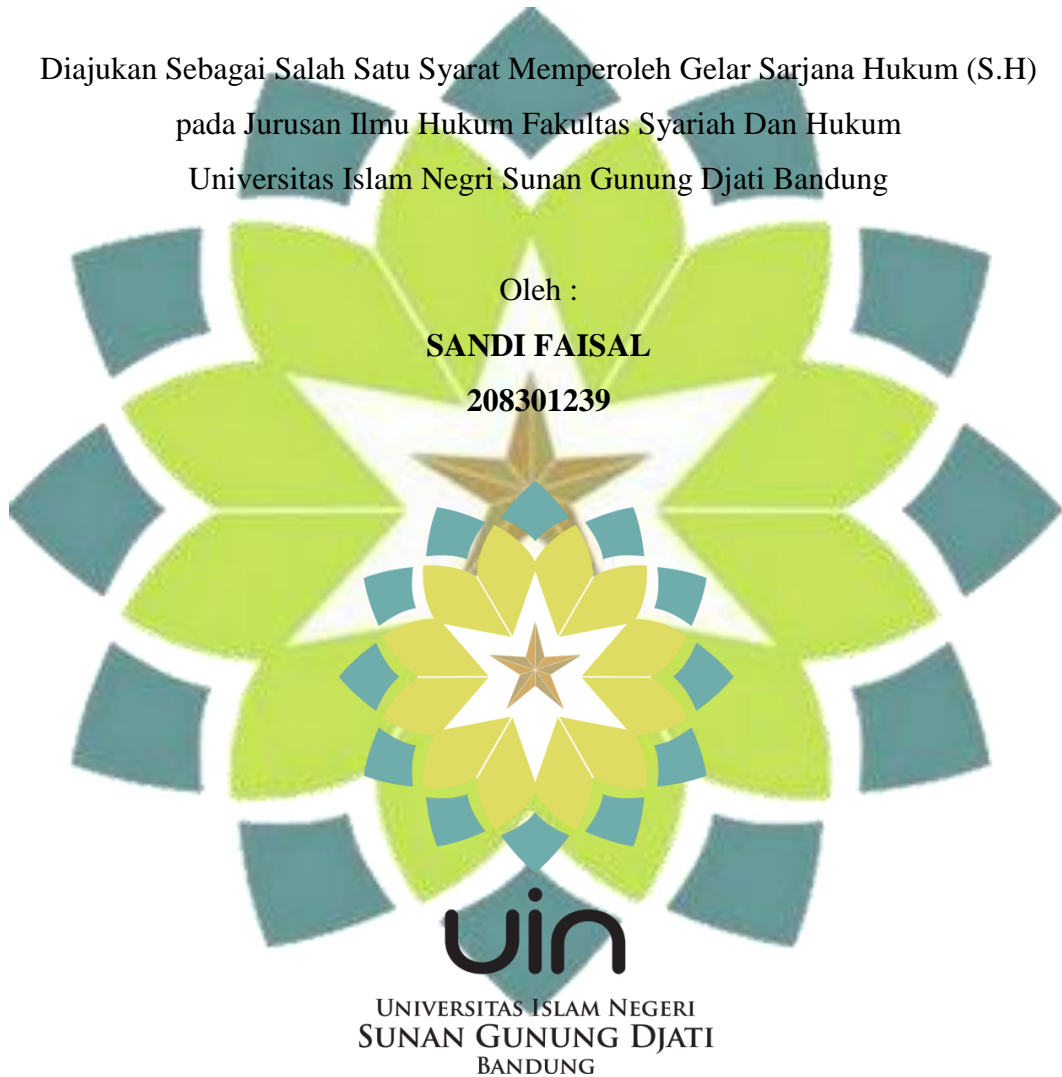 Diajukan Sebagai Salah Satu Syarat Memperoleh Gelar Sarjana Hukum (S.H)
pada Jurusan Ilmu Hukum Fakultas Syariah Dan Hukum
Universitas Islam Negri Sunan Gunung Djati Bandung
Oleh :
SANDI FAISAL
208301239
uin
UNIVERSITAS ISLAM NEGERI
SUNAN GUNUNG DJATI
BANDUNG